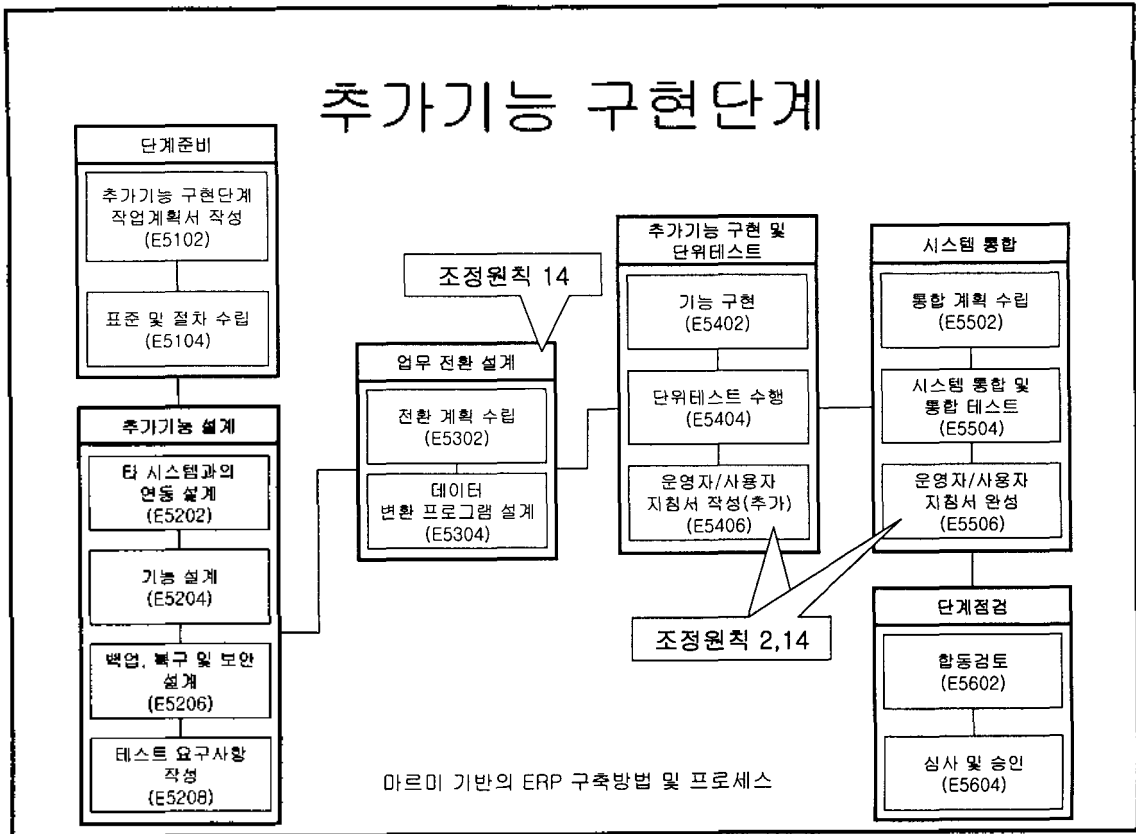 추가기능 구현단계
단계준비
추가기능 구현단계
작업계획서 작성
(E5102)
표준 및 절차 수립
(E5104)
추가기능 설계
타 시스템과의
연동 설계
(E5202)
기능 설계
(E5204)
백업, 복구 및 보안
설계
(E5206)
테스트 요구사항
작성
(E5208)
조정원칙 14
업무 전환 설계
전환 계획 수립
(E5302)
데이터
변환 프로그램 설계
(E5304)
추가기능 구현 및
단위테스트
기능 구현
(E5402)
단위테스트 수행
(E5404)
운영자/사용자
지침서 작성(추가)
(E5406)
시스템 통합
통합 계획 수립
(E5502)
시스템 통합 및
통합 테스트
(E5504)
운영자/사용자
지침서 완성
(E5506)
조정원칙 2,14
단계점검
합동검토
(E5602)
심사 및 승인
(E5604)
마르미 기반의 ERP 구축방법 및 프로세스